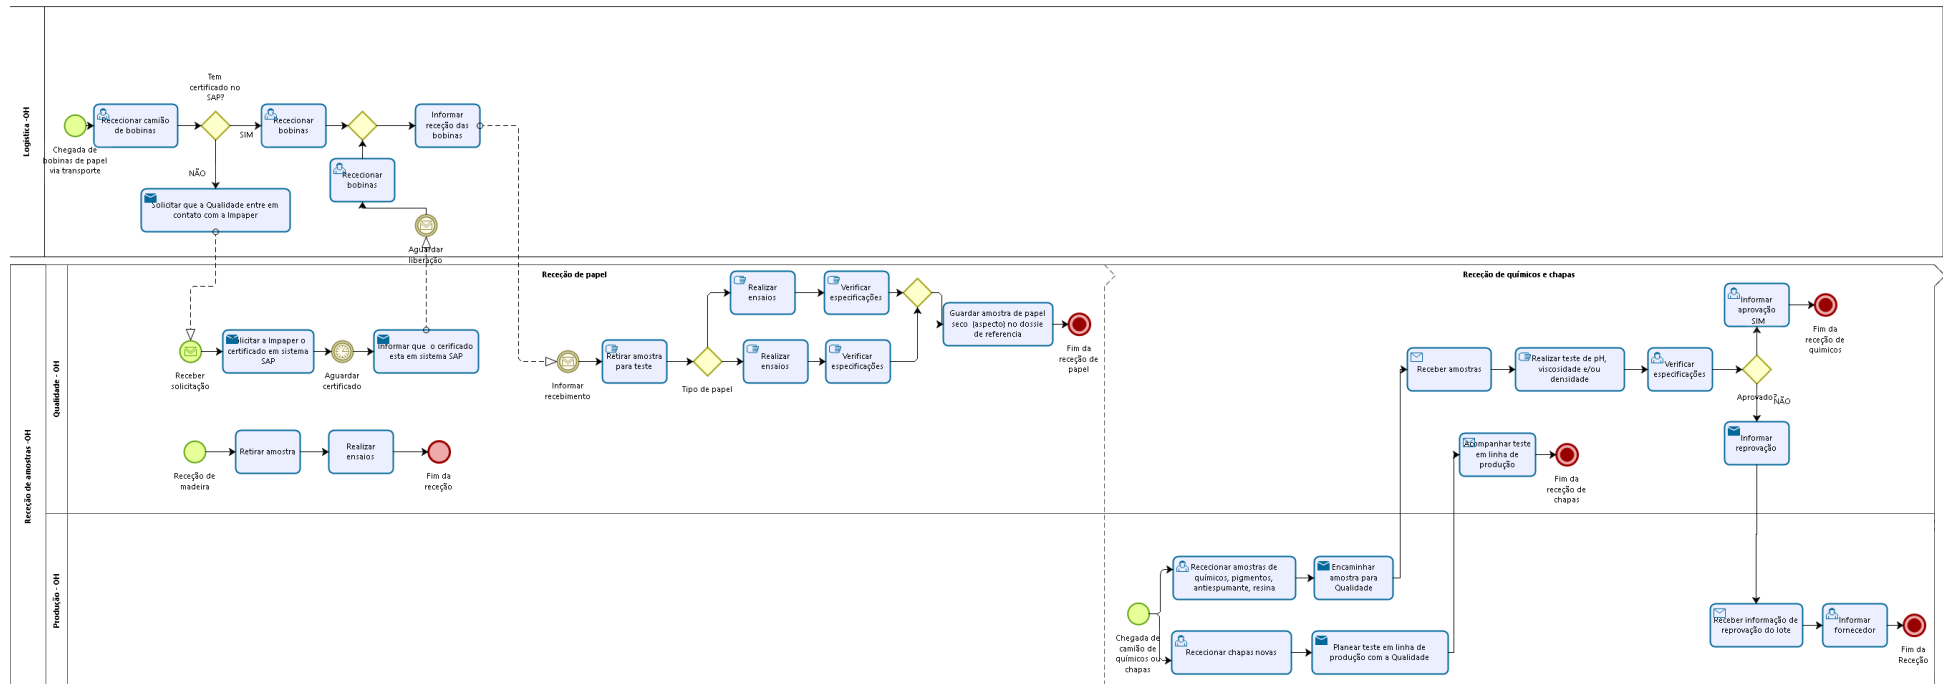 Logística -OH
Tem
certificado no
SAP?
Rececionar camião
de bobinas
SIM
Rececionar
bobinas
Informar
receção das
bobinas
Chegada de
bobinas de papel
via transporte
NÃO
Rececionar
bobinas
Solicitar que a Qualidade entre em
contato com a Impaper
Aguardar
liberação
Receção de amostras -OH
Qualidade - OH
Produção - OH
Receção de papel
Receção de químicos e chapas
Receber
solicitação
Solicitar a Impaper o
certificado em sistema
SAP
Aguardar
certificado
Informar que o cerificado
esta em sistema SAP
Informar
recebimento
Retirar amostra
para teste
Tipo de papel
Realizar
ensaios
Verificar
especificações
Realizar
ensaios
Verificar
especificações
Guardar amostra de papel
seco (aspecto) no dossie
de referencia
Fim da
receção de
papel
Receção de
madeira
Retirar amostra
Realizar
ensaios
Fim da
receção
Receber amostras
Realizar teste de pH,
viscosidade e/ou
densidade
Verificar
especificações
Aprovado?
SIM
NÃO
Informar
aprovação
Fim da
receção de
quimicos
Informar
reprovação
Acompanhar teste
em linha de
produção
Fim da
receção de
chapas
Chegada de
camião de
químicos ou
chapas
Rececionar amostras de
químicos, pigmentos,
antiespumante, resina
Encaminhar
amostra para
Qualidade
Rececionar chapas novas
Planear teste em linha de
produção com a Qualidade
Receber informação de
reprovação do lote
Informar
fornecedor
Fim da
Receção